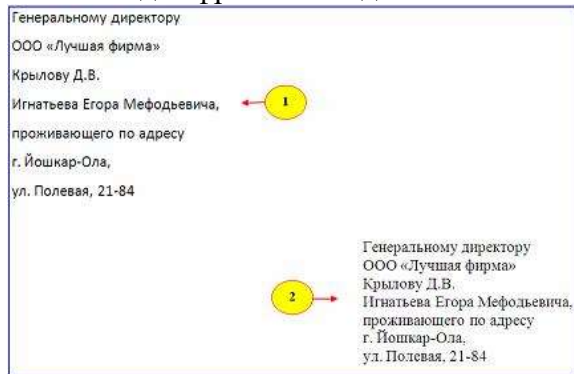 Генеральному директору
ООО «Лучшая фирма»
Крылову Д.В.
Игнатьева Егора Мефодьевича,
1
проживающего по адресу
г. Йошкар-Ола,
ул. Полевая, 21-84
Генеральному директору
ООО «Лучшая фирма»
Крылову Д.В.
2
Игнатьева Егора Мефодьевича,
проживающего по адресу
г. Йошкар-Ола,
ул. Полевая, 21-84